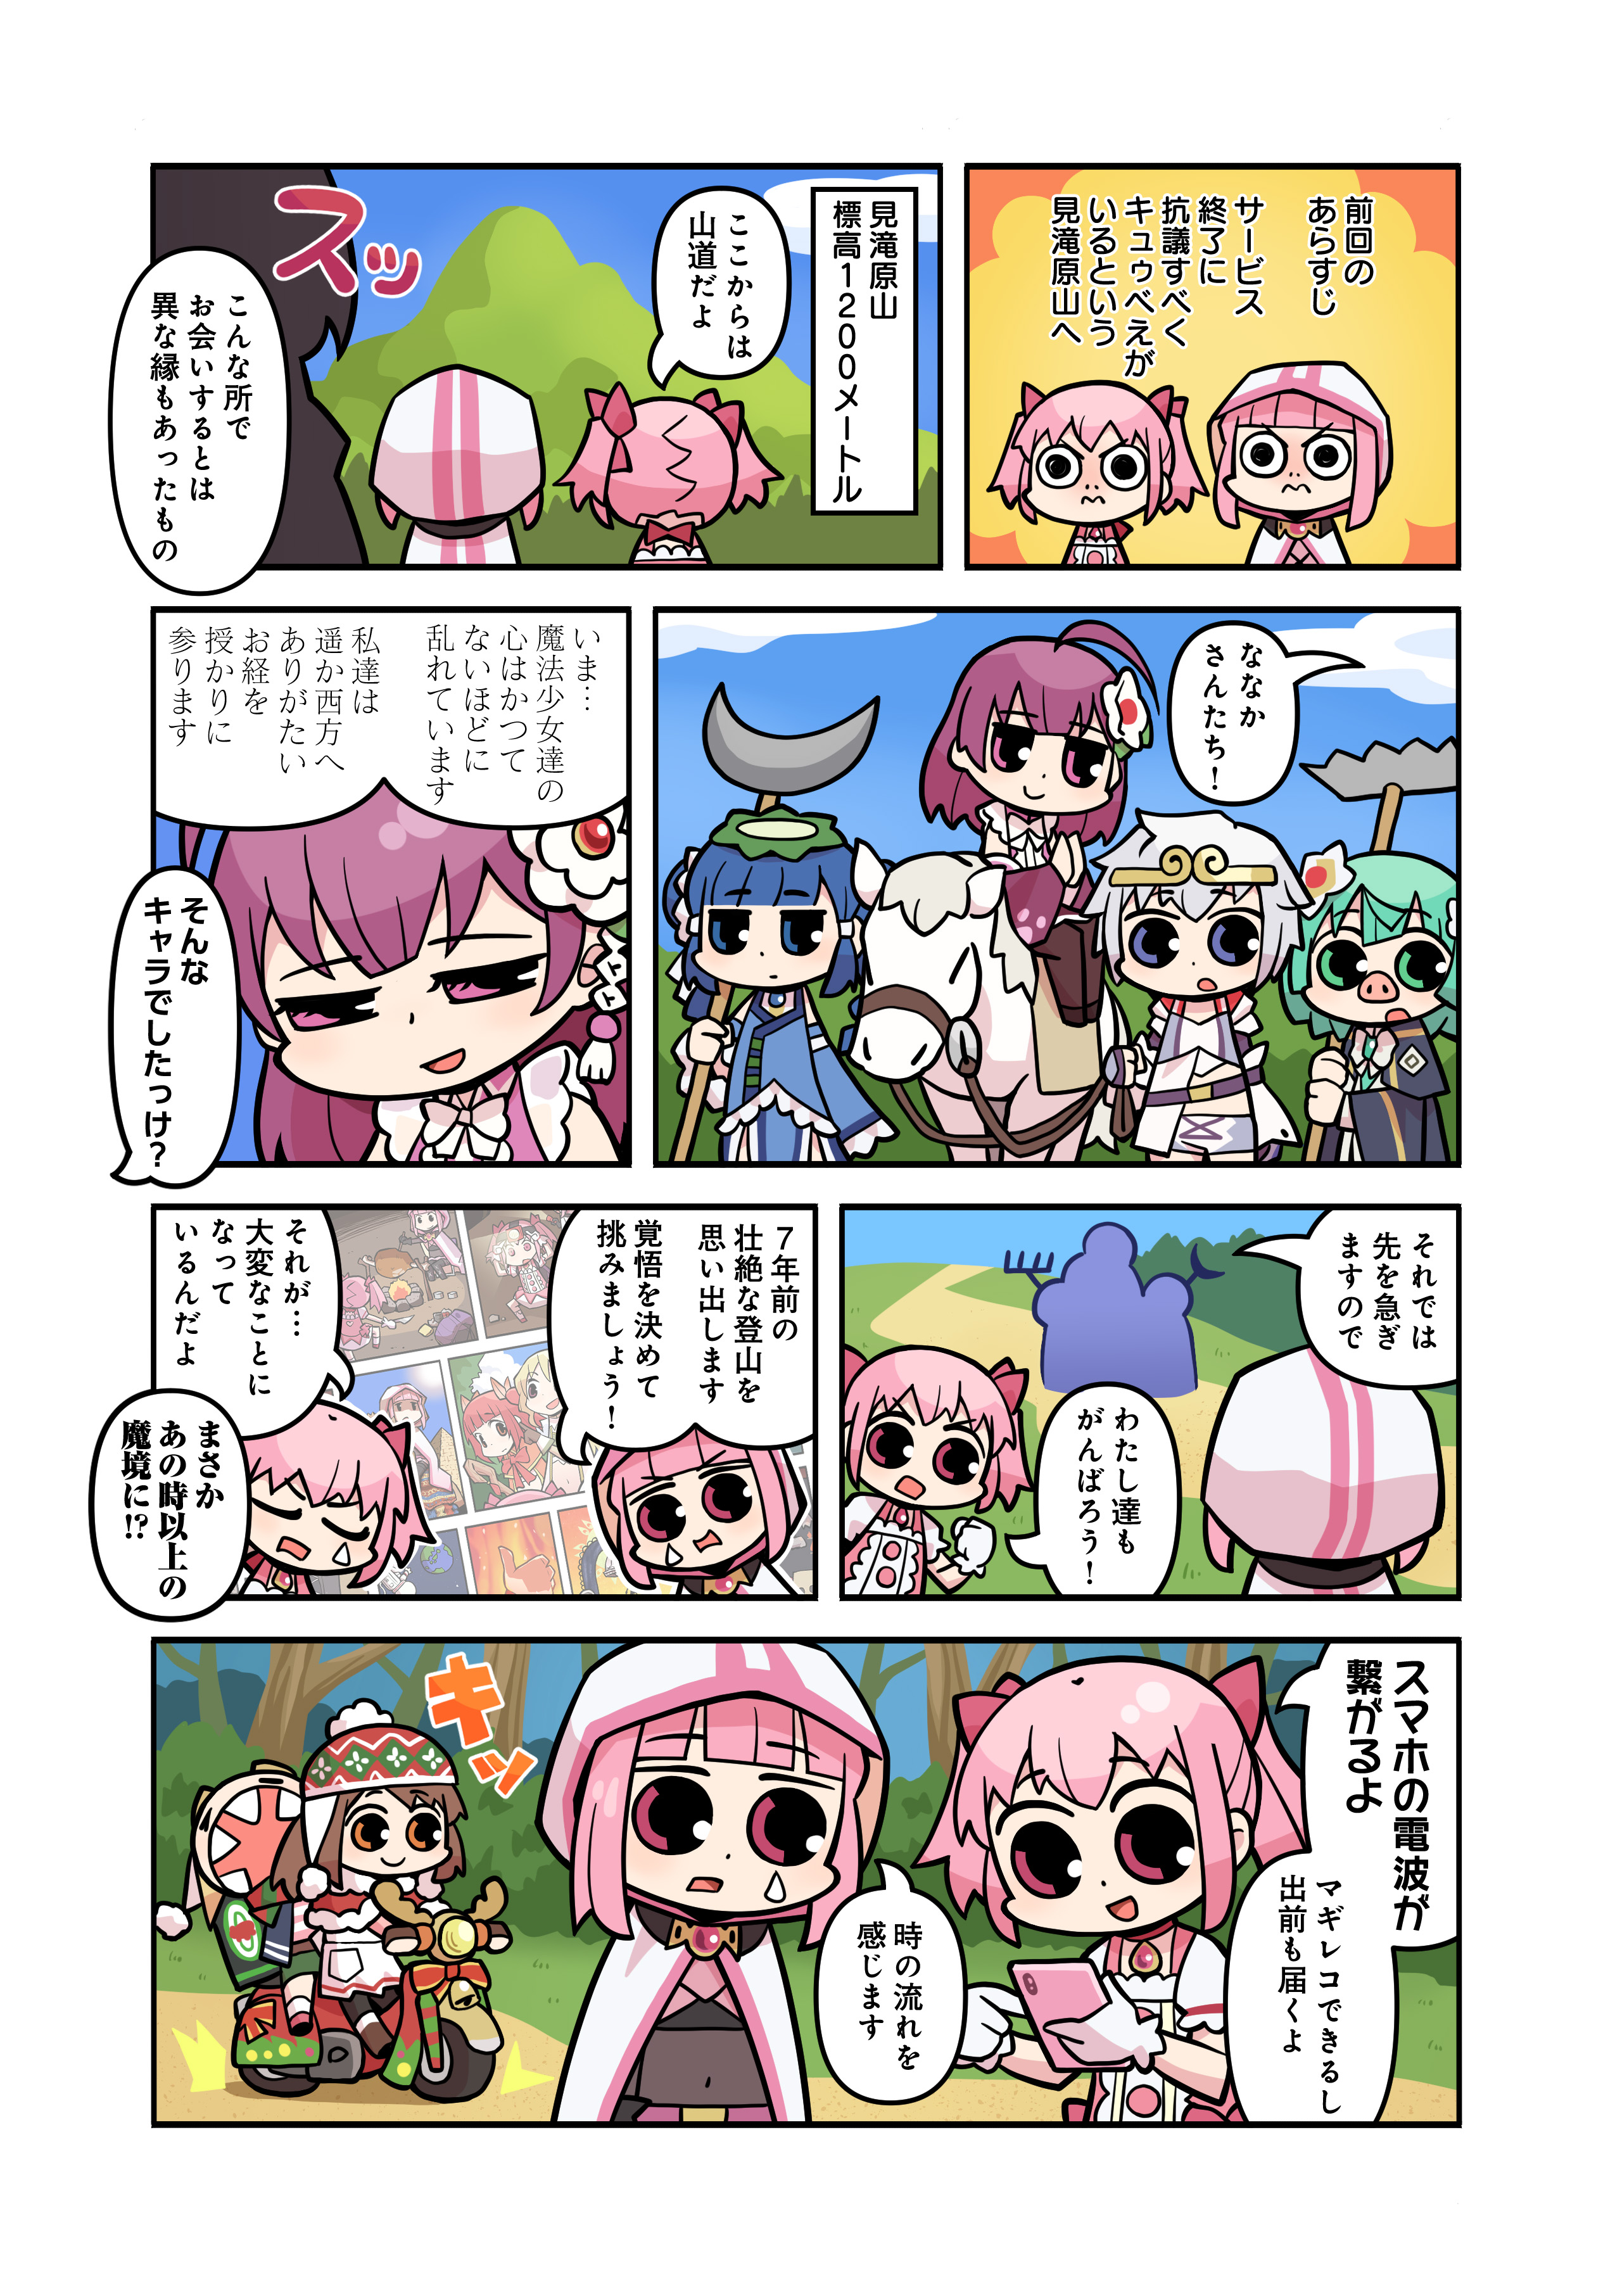 前回の
あらすじ
サービス
終了に
抗議すべく
キュゥべえが
いるという
見滝原山へ
見滝原山
標高1200メートル
ここからは
山道だよ
スッ
こんな所で
お会いするとは
異な縁もあったもの
ななか
さんたち！
いま…
魔法少女達の
心はかつて
ないほどに
乱れています
私達は
遥か西方へ
ありがたい
お経を
授かりに
参ります
そんな
キャラでしたっけ？
それでは
先を急ぎ
ますので
わたし達も
がんばろう！
7年前の
壮絶な登山を
思い出します
覚悟を決めて
挑みましょう！
それが…
大変なことに
なって
いるんだよ
まさか
あの時以上の
魔境に!?
スマホの電波が
繋がるよ
マギレコできるし
出前も届くよ
時の流れを
感じます
キッ